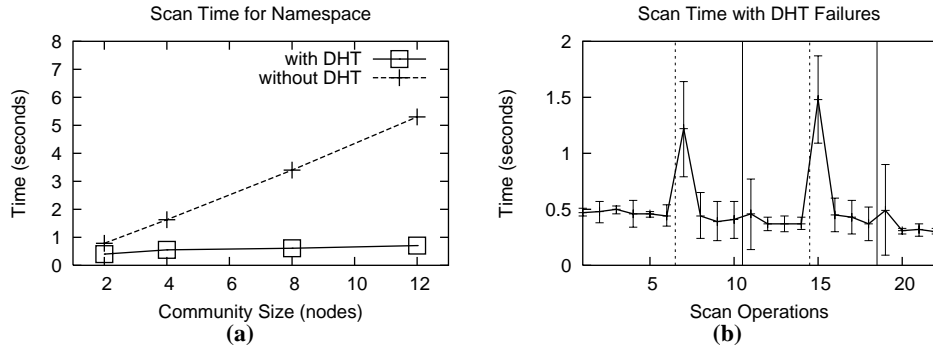 Scan Time for Namespace
8
7
6
5
4
3
2
1
0
Time (seconds)
with DHT
without DHT
2 4 6 8 10 12
Community Size (nodes)
(a)
Scan Time with DHT Failures
2
1.5
1
0.5
0
Time (seconds)
5 10 15 20
Scan Operations
(b)